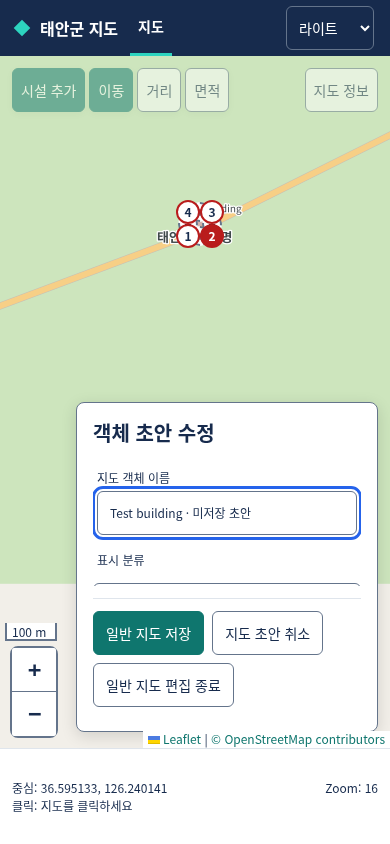 태안군 지도
지도
라이트
시설 추가
이동
거리
면적
지도 정보
4
3
ding
태안
1
2
명
객체 초안 수정
지도 객체 이름
Test building · 미저장 초안
표시 분류
일반 지도 저장
지도 초안 취소
일반 지도 편집 종료
100 m
+
−
Leaflet | © OpenStreetMap contributors
중심: 36.595133, 126.240141
Zoom: 16
클릭: 지도를 클릭하세요